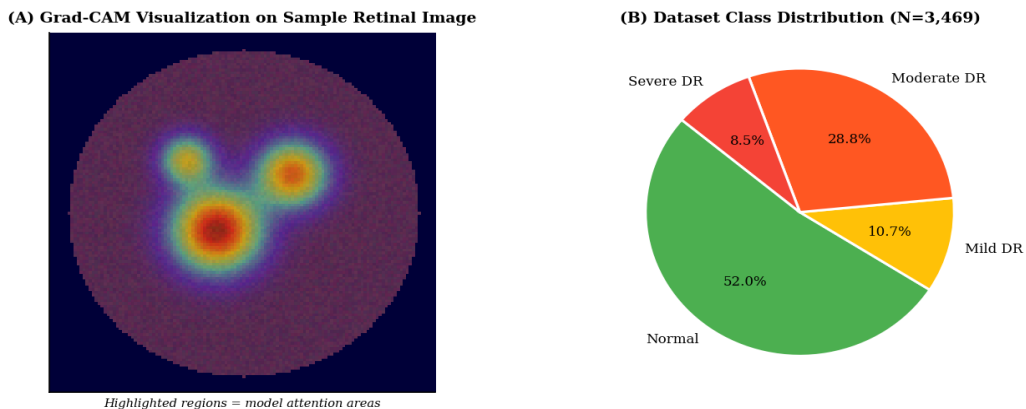 (A) Grad-CAM Visualization on Sample Retinal Image
Highlighted regions = model attention areas
(B) Dataset Class Distribution (N=3,469)
Severe DR
Moderate DR
8.5%
28.8%
10.7%
Mild DR
52.0%
Normal